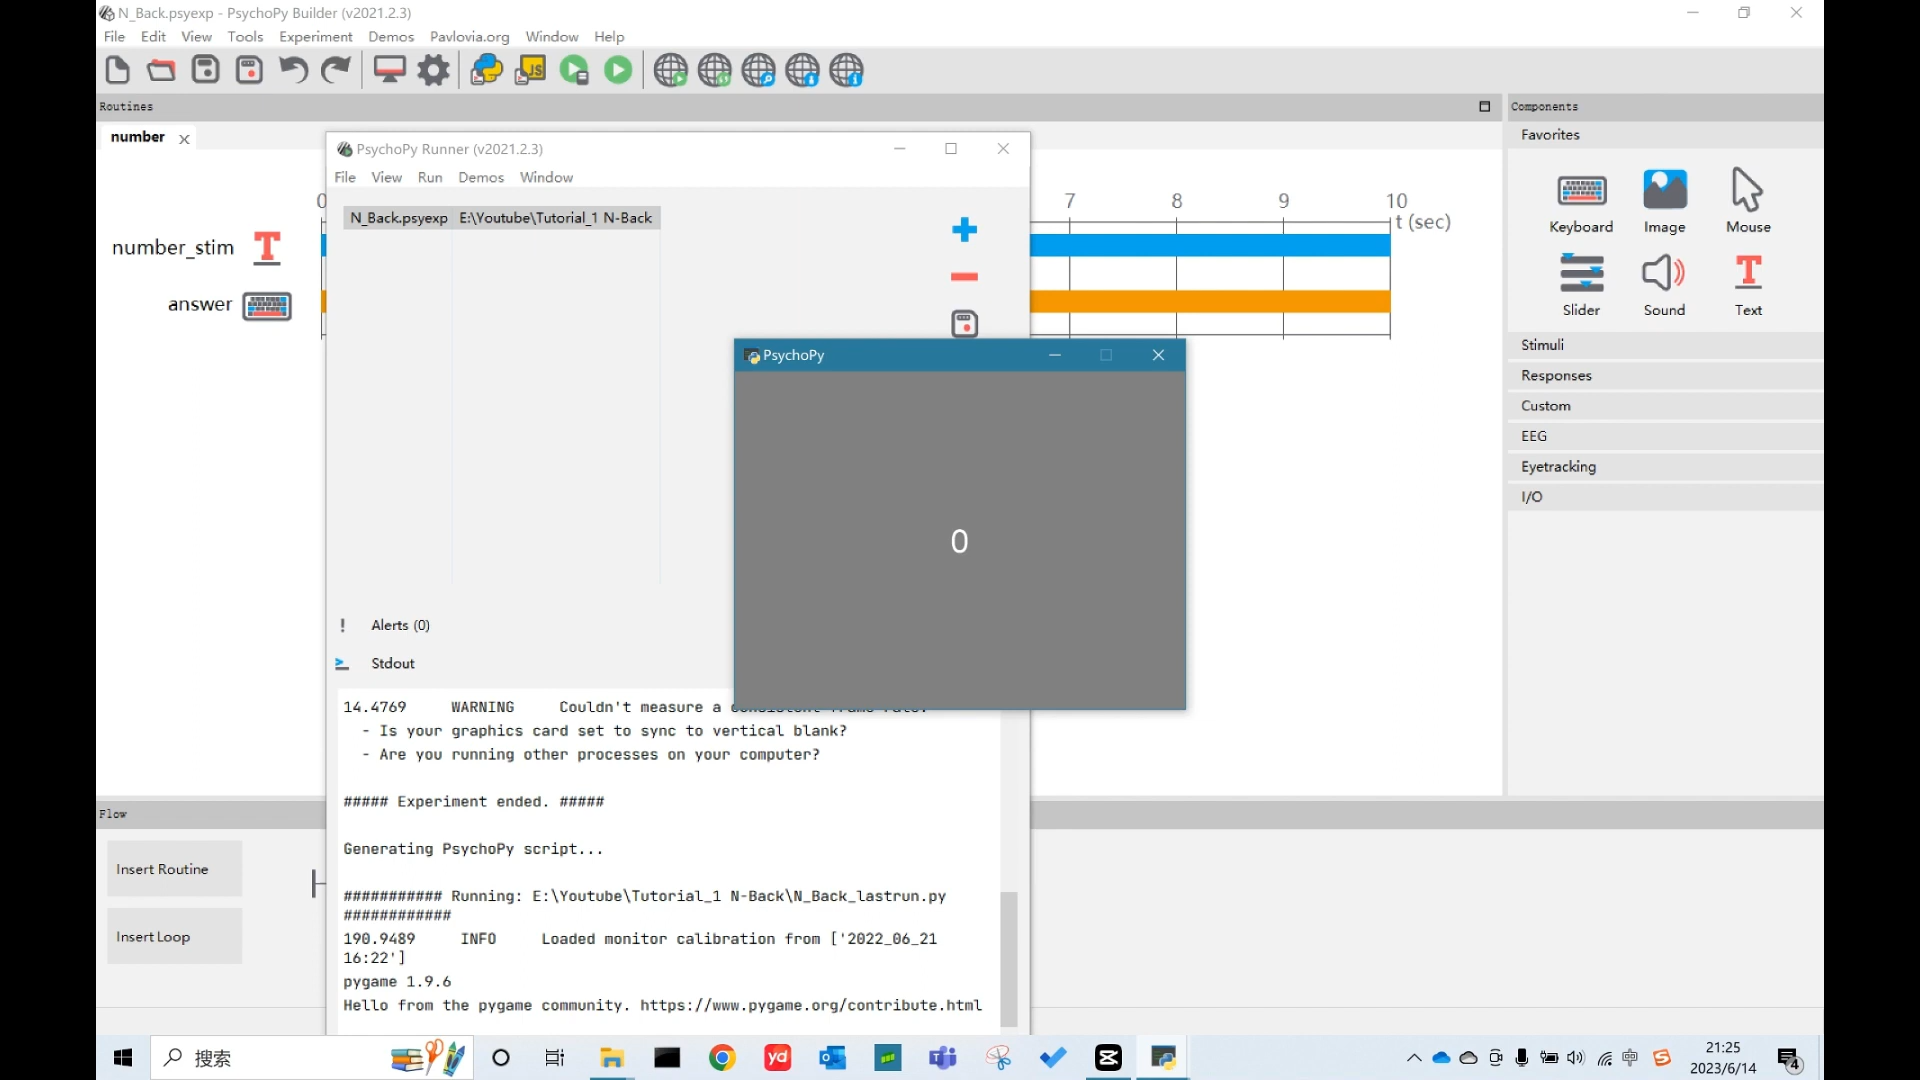 N_Back.psyexp - PsychoPy Builder (v2021.2.3)
File Edit View Tools Experiment Demos Pavlovia.org Window Help
Routines
Components
number
Favorites
PsychoPy Runner (v2021.2.3)
File View Run Demos Window
N_Back.psyexp E:\Youtube\Tutorial_1 N-Back
0
7 8 9 10
t (sec)
number_stim
answer
Keyboard Image Mouse
Slider Sound Text
Stimuli
Responses
Custom
EEG
Eyetracking
I/O
PsychoPy
0
! Alerts (0)
Stdout
14.4769 WARNING Couldn't measure a
- Is your graphics card set to sync to vertical blank?
- Are you running other processes on your computer?
##### Experiment ended. #####
Generating PsychoPy script...
########### Running: E:\Youtube\Tutorial_1 N-Back\N_Back_lastrun.py
############
190.9489 INFO Loaded monitor calibration from ['2022_06_21
16:22']
pygame 1.9.6
Hello from the pygame community. https://www.pygame.org/contribute.html
Flow
Insert Routine
Insert Loop
搜索
yd
中
21:25
2023/6/14
4